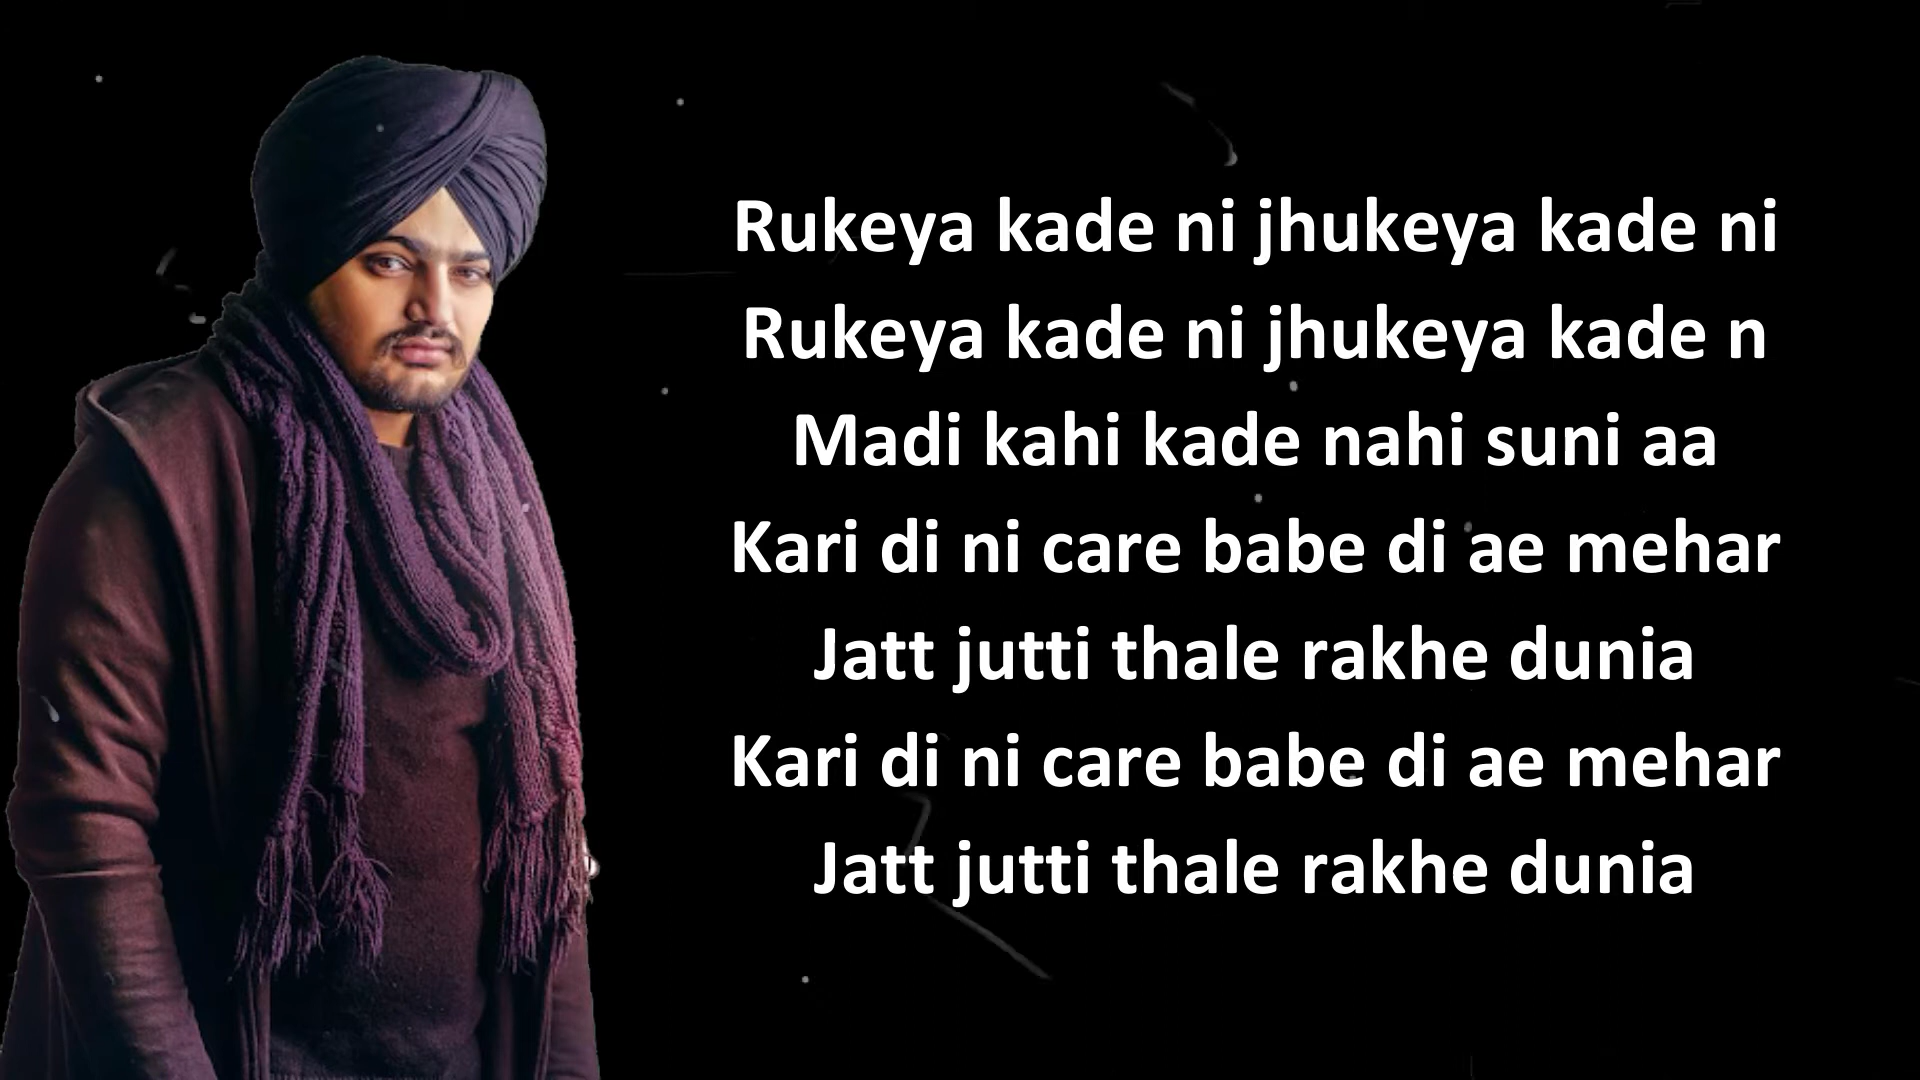 Rukeya kade ni jhukeya kade ni
Rukeya kade ni jhukeya kade n
Madi kahi kade nahi suni aa
Kari di ni care babe di ae mehar
Jatt jutti thale rakhe dunia
Kari di ni care babe di ae mehar
Jatt jutti thale rakhe dunia